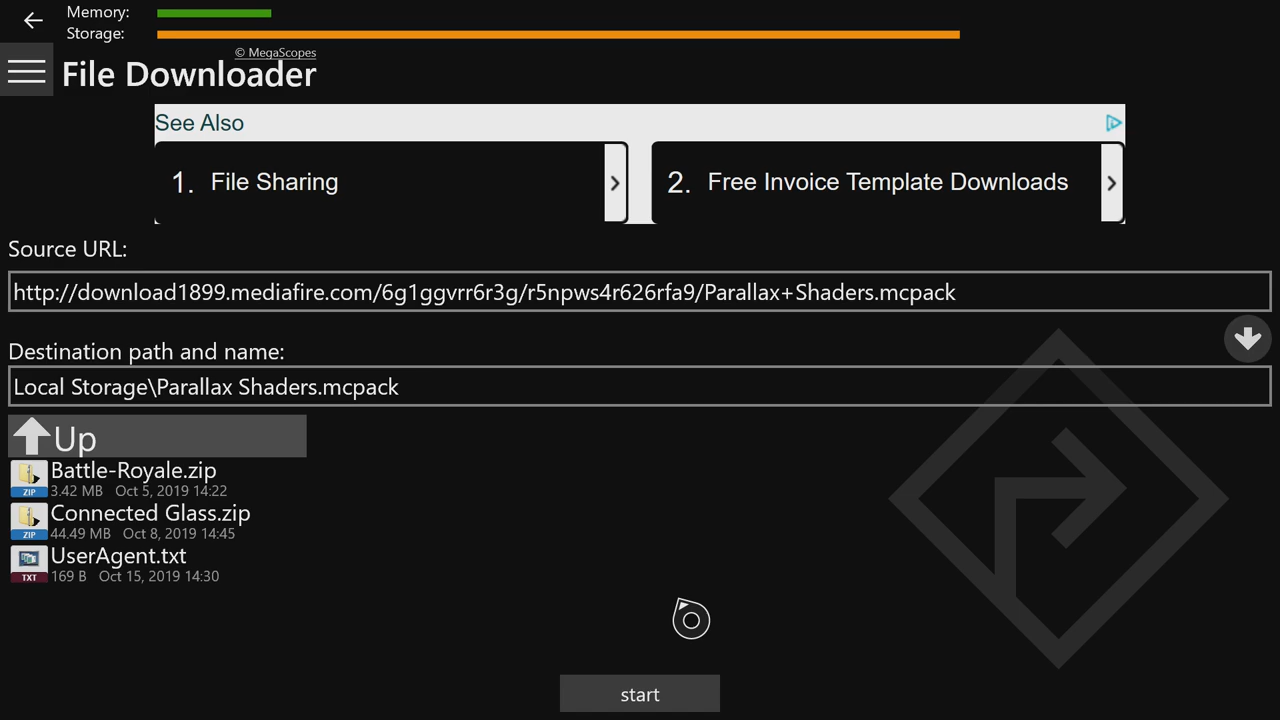 Memory:
Storage:
© MegaScopes
File Downloader
See Also
1. File Sharing
2. Free Invoice Template Downloads
Source URL:
http://download1899.mediafire.com/6g1ggvrr6r3g/r5npws4r626rfa9/Parallax+Shaders.mcpack
Destination path and name:
Local Storage\Parallax Shaders.mcpack
Up
Battle-Royale.zip
ZIP 3.42 MB Oct 5, 2019 14:22
Connected Glass.zip
ZIP 44.49 MB Oct 8, 2019 14:45
UserAgent.txt
TXT 169 B Oct 15, 2019 14:30
start